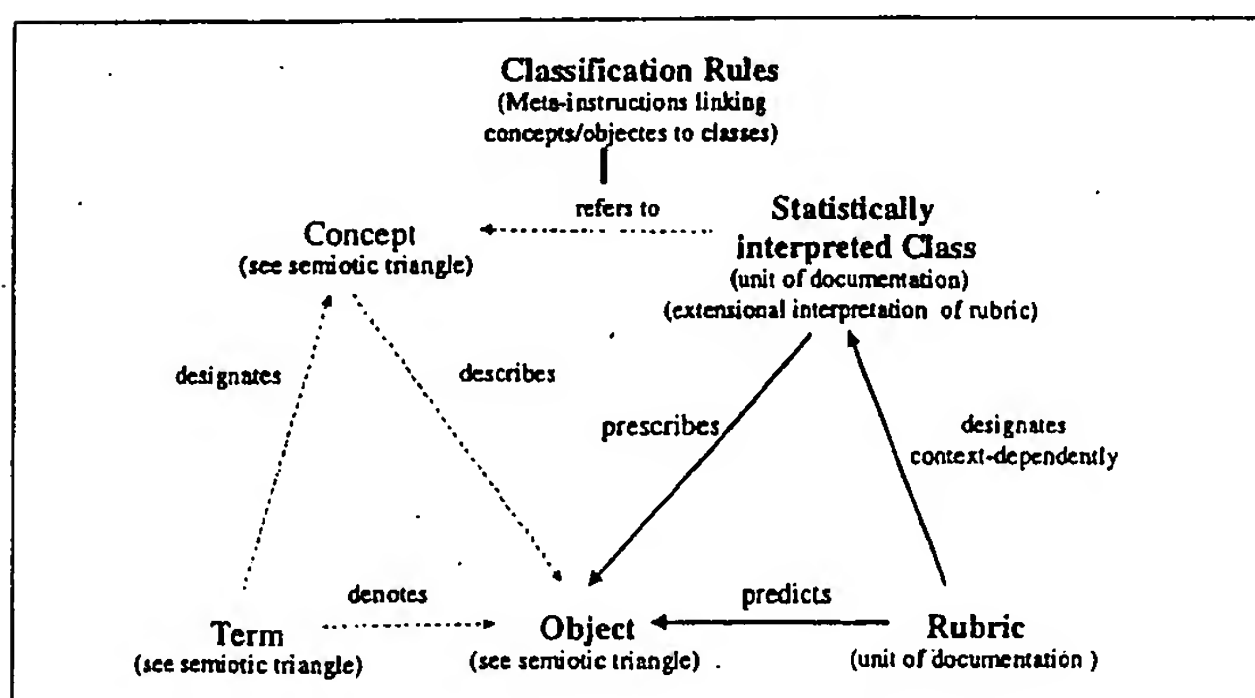 Classification Rules
(Meta-instructions linking
concepts/objectes to classes)
refers to
Concept
(see semiotic triangle)
Statistically
interpreted Class
(unit of documentation)
(extensional interpretation of rubric)
designates
describes
prescribes
designates
context-dependently
denotes
predicts
Term
(see semiotic triangle)
Object
(see semiotic triangle)
Rubric
(unit of documentation )